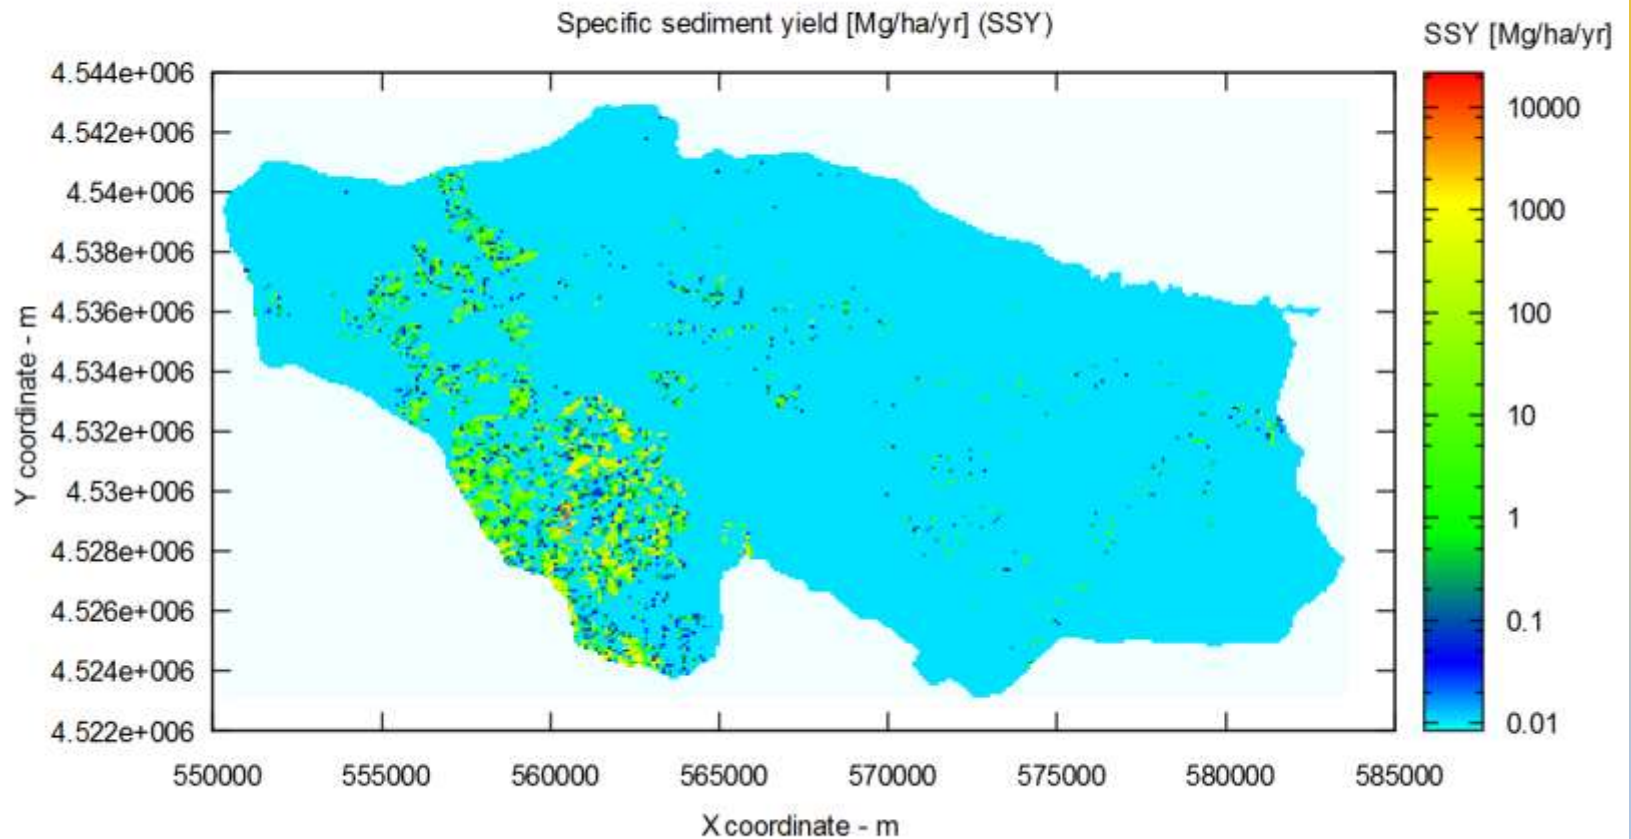 Specific sediment yield [Mg/ha/yr] (SSY)
SSY [Mg/ha/yr]
4.544e+006
4.542e+006
4.54e+006
4.538e+006
4.536e+006
4.534e+006
4.532e+006
4.53e+006
4.528e+006
4.526e+006
4.524e+006
4.522e+006
Y coordinate - m
550000 555000 560000 565000 570000 575000 580000 585000
X coordinate - m
10000
1000
100
10
1
0.1
0.01